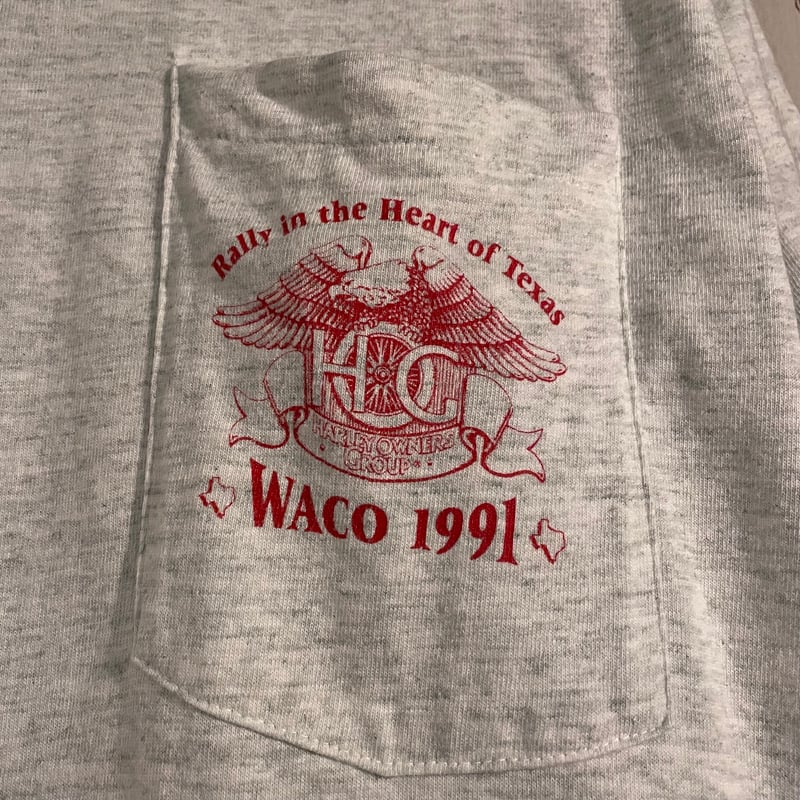 Rally in the Heart of Texas
HOG
HARLEY OWNERS
GROUP
WACO 1991